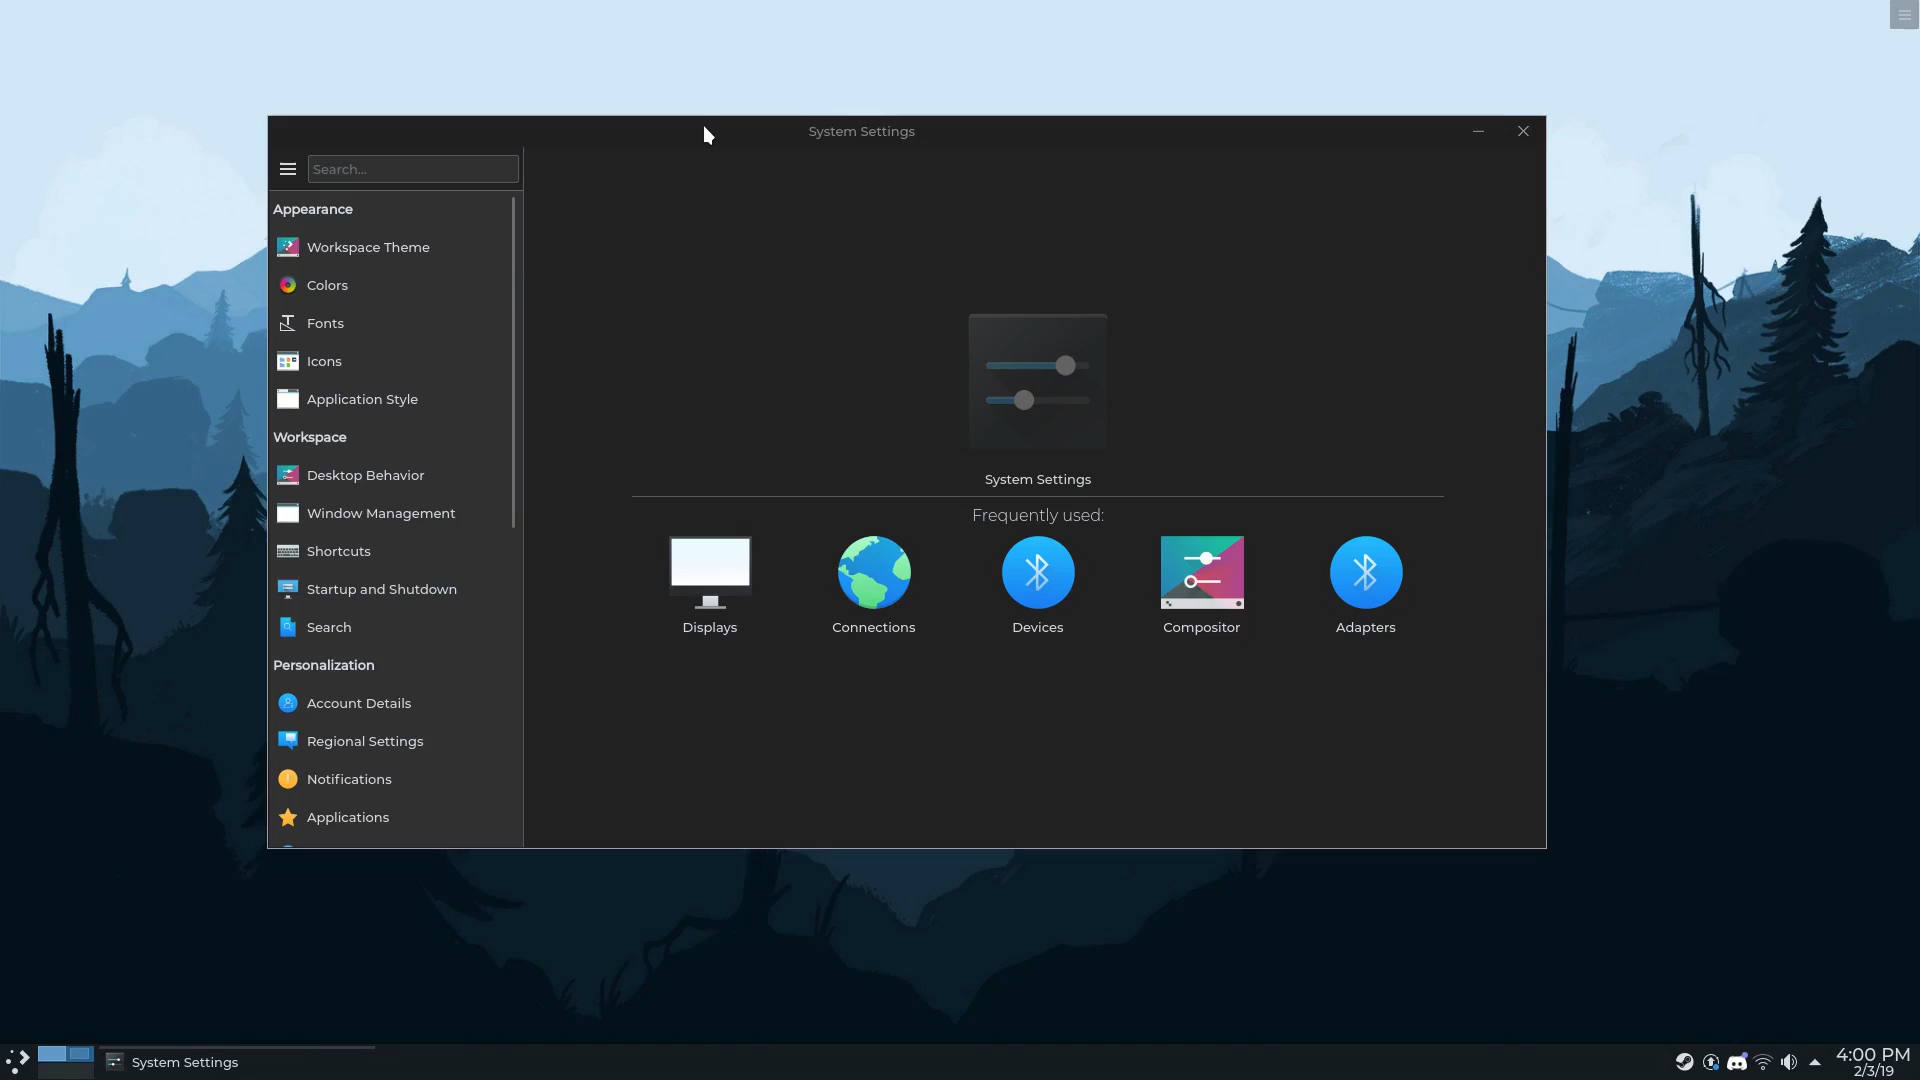 System Settings
Search...
Appearance
Workspace Theme
Colors
Fonts
Icons
Application Style
Workspace
Desktop Behavior
Window Management
Shortcuts
Startup and Shutdown
Search
Personalization
Account Details
Regional Settings
Notifications
Applications
System Settings
Frequently used:
Displays
Connections
Devices
Compositor
Adapters
System Settings
4:00 PM
2/3/19